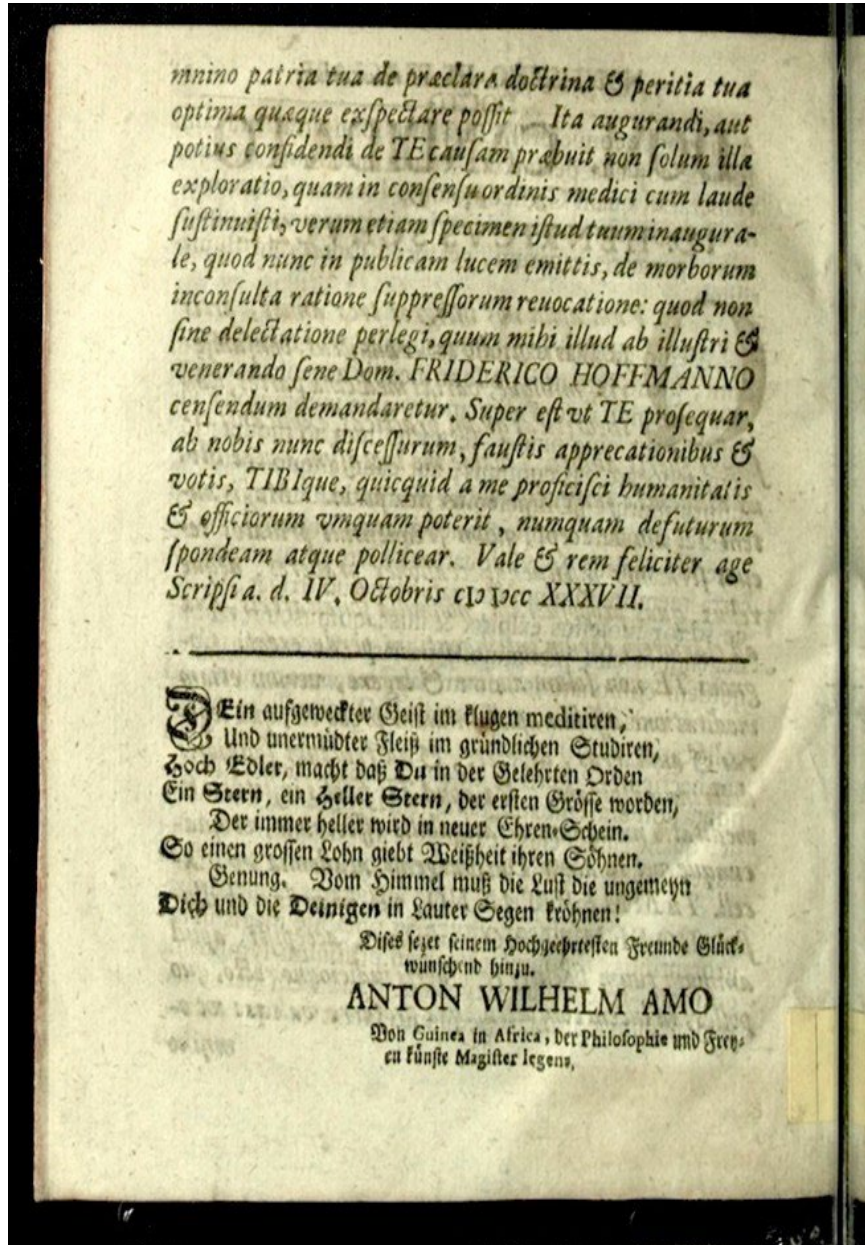 mnino patria tua de præclara doctrina & peritia tua
optima quæque exſpectare poſſit Ita augurandi, aut
potius confidendi de TE cauſam præbuit non ſolum illa
exploratio, quam in conſenſu ordinis medici cum laude
ſuſtinuiſti, verum etiam ſpecimen iſtud tuum inaugura-
le, quod nunc in publicam lucem emittis, de morborum
inconſulta ratione ſuppreſſorum reuocatione: quod non
ſine delectatione perlegi, quum mihi illud ab illuſtri &
venerando ſene Dom. FRIDERICO HOFFMANNO
cenſendum demandaretur. Super eſt vt TE proſequar,
ab nobis nunc diſceſſurum, fauſtis apprecationibus &
votis, TIBIque, quicquid a me proficiſci humanitatis
& officiorum vmquam poterit, numquam defuturum
ſpondeam atque pollicear. Vale & rem feliciter age
Scripſi a. d. IV. Octobris cIɔ Iɔcc XXXVII.
DEin aufgeweckter Geiſt im klugen meditiren,
Und unermüdter Fleiß im gründlichen Studiren,
Hoch Edler, macht daß Du in der Gelehrten Orden
Ein Stern, ein Heller Stern, der erſten Gröſſe worden,
Der immer heller wird in neuer Ehren-Schein.
So einen groſſen Lohn giebt Weißheit ihren Söhnen.
Genung. Vom Himmel muß die Luſt die ungemeyn
Dich und die Deinigen in Lauter Segen kröhnen!
Diſes ſezet ſeinem Hochgeehrteſten Freunde Glück-
wünſchend hinzu.
ANTON WILHELM AMO
Von Guinea in Africa, der Philoſophie und Frey-
en künſte Magiſter legens,